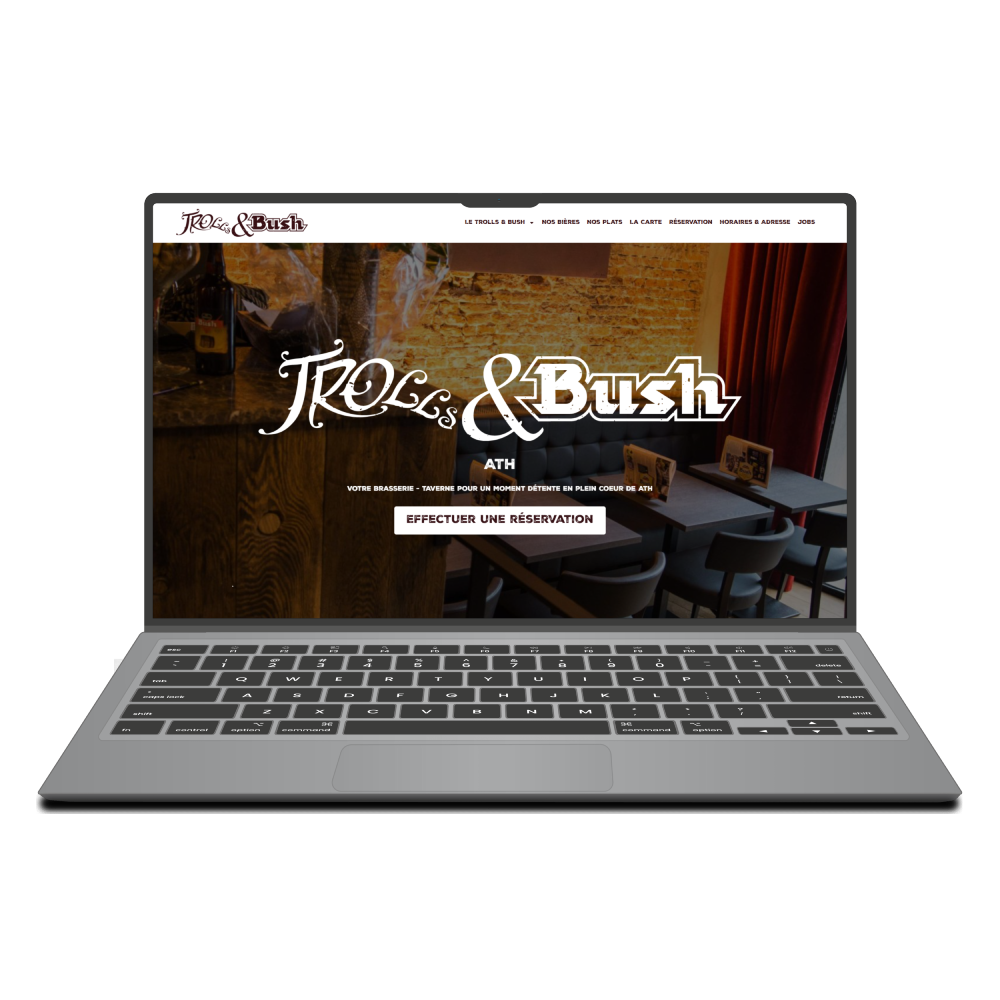 TROLLS & Bush
LE TROLLS & BUSH NOS BIÈRES NOS PLATS LA CARTE RÉSERVATION HORAIRES & ADRESSE JOBS
TROLLS & Bush
ATH
VOTRE BRASSERIE - TAVERNE POUR UN MOMENT DÉTENTE EN PLEIN COEUR DE ATH
EFFECTUER UNE RÉSERVATION
esc F1 F2 F3 F4 F5 F6 F7 F8 F9 F10 F11 F12
~ ! @ # $ % ^ & * ( ) _ +
1 2 3 4 5 6 7 8 9 0 - = delete
tab Q W E R T Y U I O P [ ] \
caps lock A S D F G H J K L ; ' return
shift Z X C V B N M , . / shift
fn control option command command option